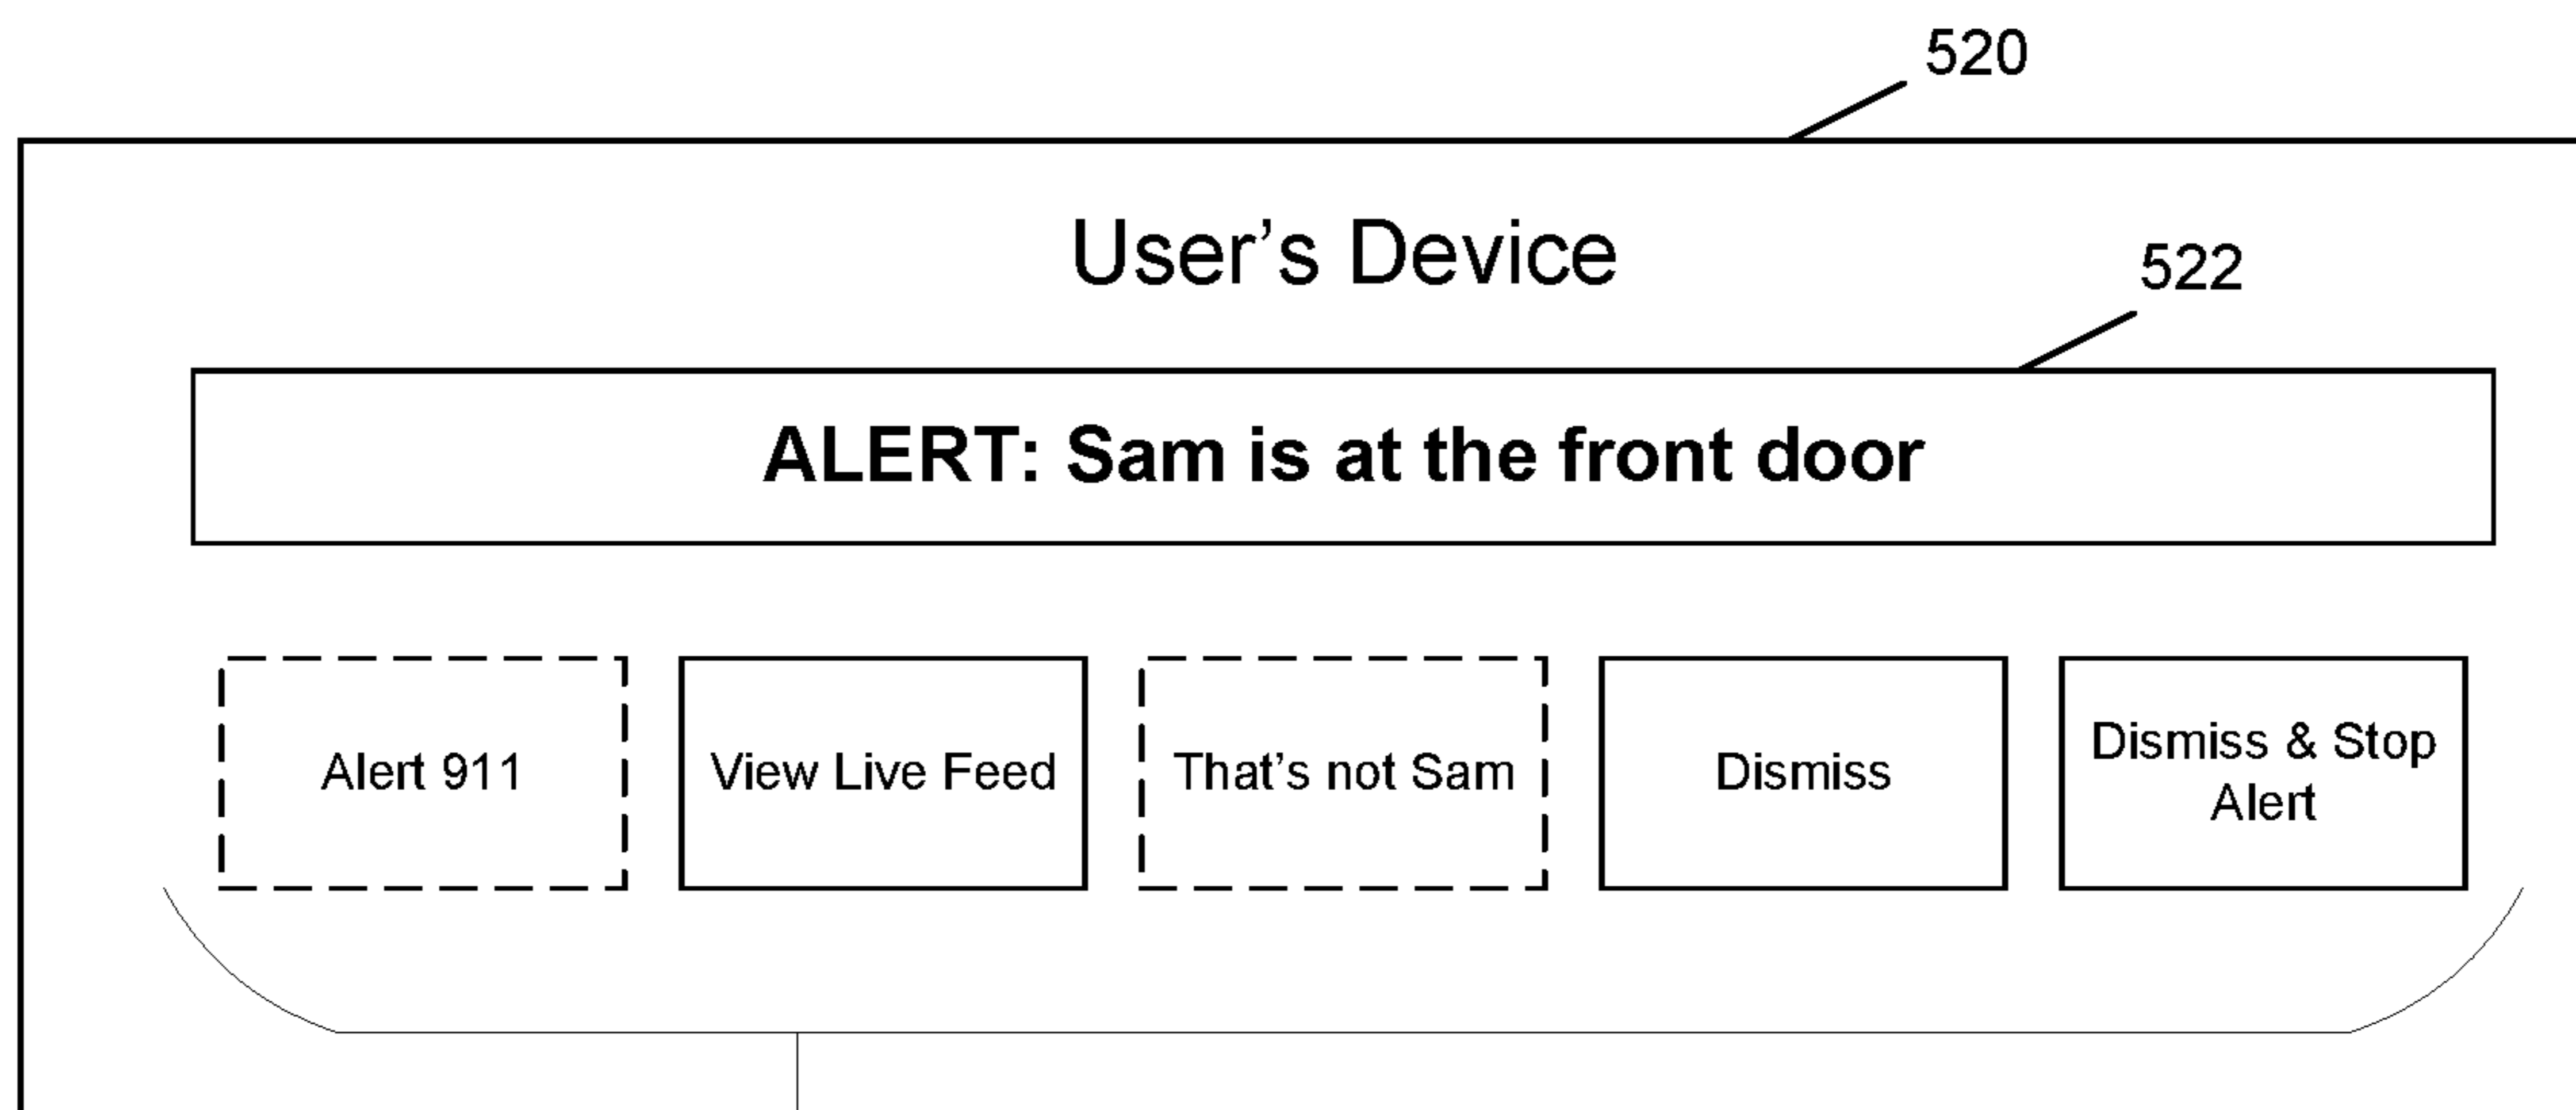 520
User’s Device
522
ALERT: Sam is at the front door
Alert 911
View Live Feed
That’s not Sam
Dismiss
Dismiss & Stop
Alert